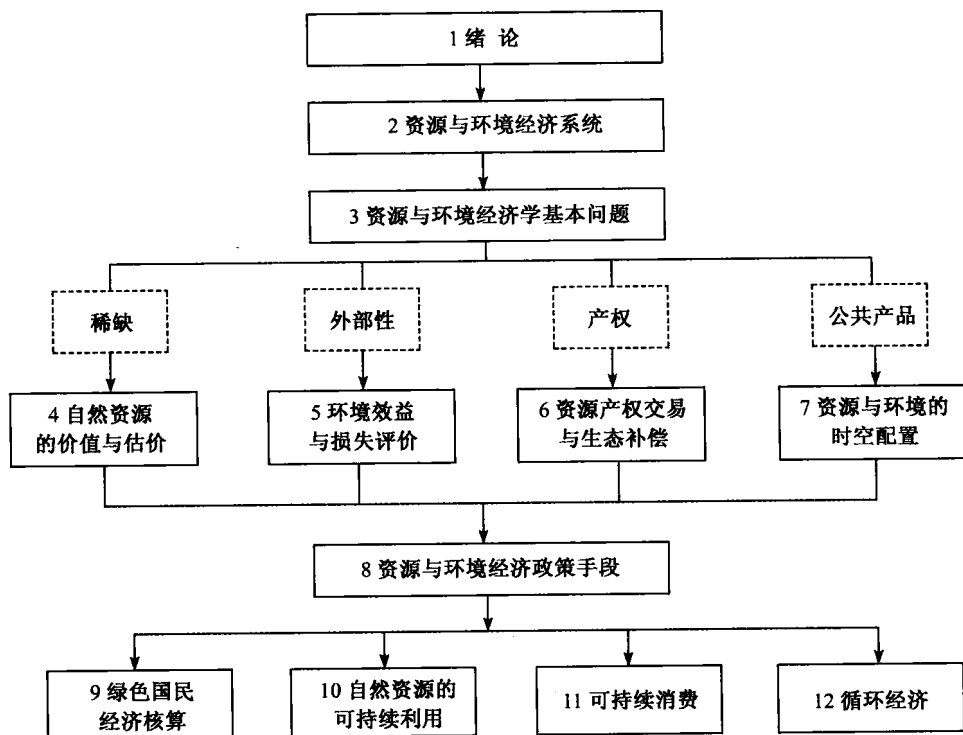 1 绪 论
2 资源与环境经济系统
3 资源与环境经济学基本问题
稀缺
外部性
产权
公共产品
4 自然资源
的价值与估价
5 环境效益
与损失评价
6 资源产权交易
与生态补偿
7 资源与环境的
时空配置
8 资源与环境经济政策手段
9 绿色国民
经济核算
10 自然资源的
可持续利用
11 可持续消费
12 循环经济